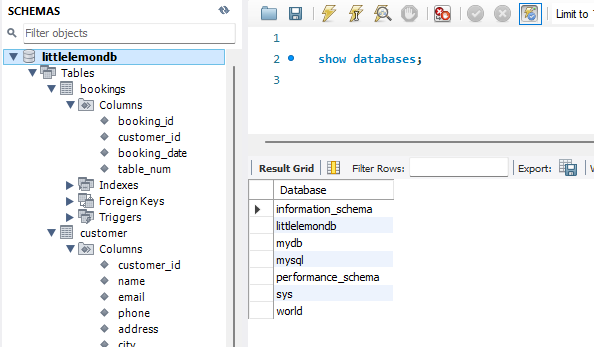 SCHEMAS
Filter objects
littlelemondb
Tables
bookings
Columns
booking_id
customer_id
booking_date
table_num
Indexes
Foreign Keys
Triggers
customer
Columns
customer_id
name
email
phone
address
city
Limit to
1
2 show databases;
3
Result Grid Filter Rows: Export:
Database
information_schema
littlelemondb
mydb
mysql
performance_schema
sys
world